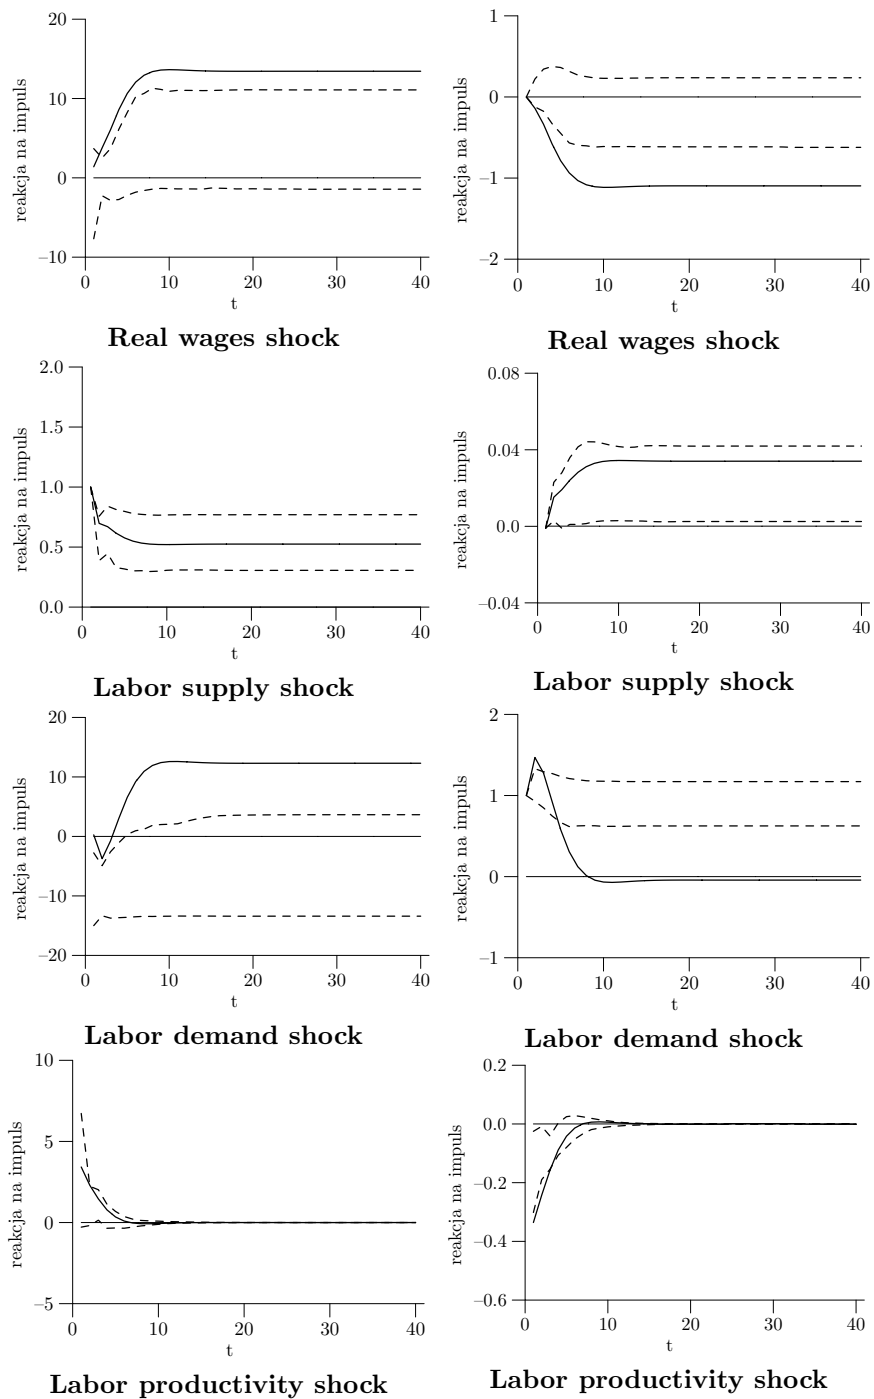 20
10
0
–10
reakcja na impuls
0 10 20 30 40
t
Real wages shock
1
0
–1
–2
reakcja na impuls
0 10 20 30 40
t
Real wages shock
2.0
1.5
1.0
0.5
0.0
reakcja na impuls
0 10 20 30 40
t
Labor supply shock
0.08
0.04
0.0
–0.04
reakcja na impuls
0 10 20 30 40
t
Labor supply shock
20
10
0
–10
–20
reakcja na impuls
0 10 20 30 40
t
Labor demand shock
2
1
0
–1
reakcja na impuls
0 10 20 30 40
t
Labor demand shock
10
5
0
–5
reakcja na impuls
0 10 20 30 40
t
Labor productivity shock
0.2
0.0
–0.2
–0.4
–0.6
reakcja na impuls
0 10 20 30 40
t
Labor productivity shock